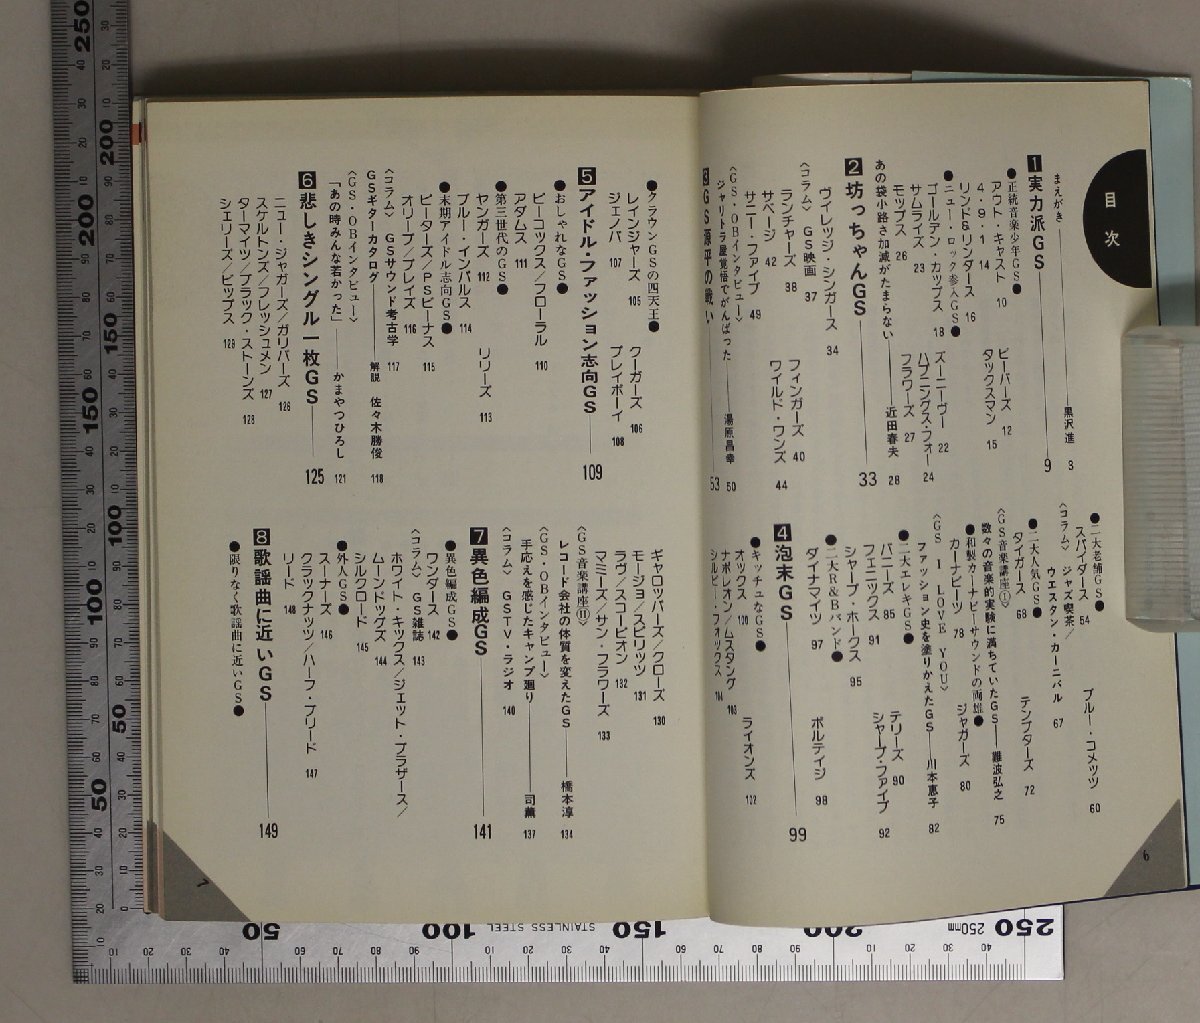 目次
まえがき 黒沢進 3
1 実力派GS 9
●正統音楽少年GS●
アウト・キャスト 10 ビーバーズ 12
4・9・1 14 タックスマン 15
リンド&リンダース 16
●ニュー・ロック参入GS●
ゴールデン・カップス 18 ズーニーヴー 22
サムライズ 23 ハプニングス・フォー 24
モップス 26 フラワーズ 27
あの袋小路さ加減がたまらない 近田春夫 28
2 坊っちゃんGS 33
ヴィレッジ・シンガーズ 34
〈コラム〉 GS映画 37
ランチャーズ 38 フィンガーズ 40
サベージ 42 ワイルド・ワンズ 44
サニー・ファイブ 49
〈GS・OBインタビュー〉
ジャリトラ屋覚悟でがんばった 湯原昌幸 50
GS源平の戦い 53
●二大老舗GS●
スパイダース 54 ブルー・コメッツ 60
〈コラム〉 ジャズ喫茶/
ウエスタン・カーニバル 67
●二大人気GS●
タイガース 68 テンプターズ 72
〈GS音楽講座①〉
数々の音楽的実験に満ちていたGS 難波弘之 75
●和製カーナビーサウンドの両雄●
カーナビーツ 78 ジャガーズ 80
〈GS I LOVE YOU〉
ファッション史を塗りかえたGS 川本恵子 82
●二大エレキGS●
バニーズ 85 テリーズ 90
フェニックス 91 シャープ・ファイブ 92
シャープ・ホークス 95
●二大R&Bバンド●
ダイナマイツ 97 ボルテイジ 98
4 泡末GS 99
●キッチュなGS●
オックス 100 ライオンズ 102
ナポレオン/ムスタング 103
シルビー・フォックス 104
6
●クラウンGSの四天王●
レインジャーズ 105 クーガーズ 106
ジェノバ 107 プレイボーイ 108
5 アイドル・ファッション志向GS 109
●おしゃれなGS●
ピーコックス/フローラル 110
アダムス 111
●第三世代のGS●
ヤンガーズ 112 リリーズ 113
ブルー・インパルス 114
●末期アイドル志向GS●
ピーターズ/PSビーナス 115
オリーブ/ブレイズ 116
〈コラム〉 GSサウンド考古学 117
GSギターカタログ 解説 佐々木勝俊 118
〈GS・OBインタビュー〉
「あの時みんな若かった」 かまやつひろし 121
6 悲しきシングル一枚GS 125
ニュー・ジャガーズ/ガリバーズ 126
スケルトンズ/フレッシュメン 127
ターマイツ/ブラック・ストーンズ 128
シェリーズ/ビップス 129
ギャロッパーズ/クローズ 130
モージョ/スピリッツ 131
ラヴ/スコーピオン 132
マミーズ/サン・フラワーズ 133
〈GS音楽講座⑪〉
レコード会社の体質を変えたGS 橋本淳 134
〈GS・OBインタビュー〉
手応えを感じたキャンプ廻り 司薫 137
〈コラム〉 GSTV・ラジオ 140
7 異色編成GS 141
●異色編成GS●
ワンダース 142
〈コラム〉 GS雑誌 143
ホワイト・キックス/ジェット・ブラザーズ/
ムーンドッグズ 144
シルクロード 145
●外人GS●
スーナーズ 146
クラックナッツ/ハーフ・ブリード 147
リード 148
8 歌謡曲に近いGS 149
●限りなく歌謡曲に近いGS●
7
50 100 STAINLESS STEEL 150 200 250mm 250
250 200 200 150 150 100 100 50 50